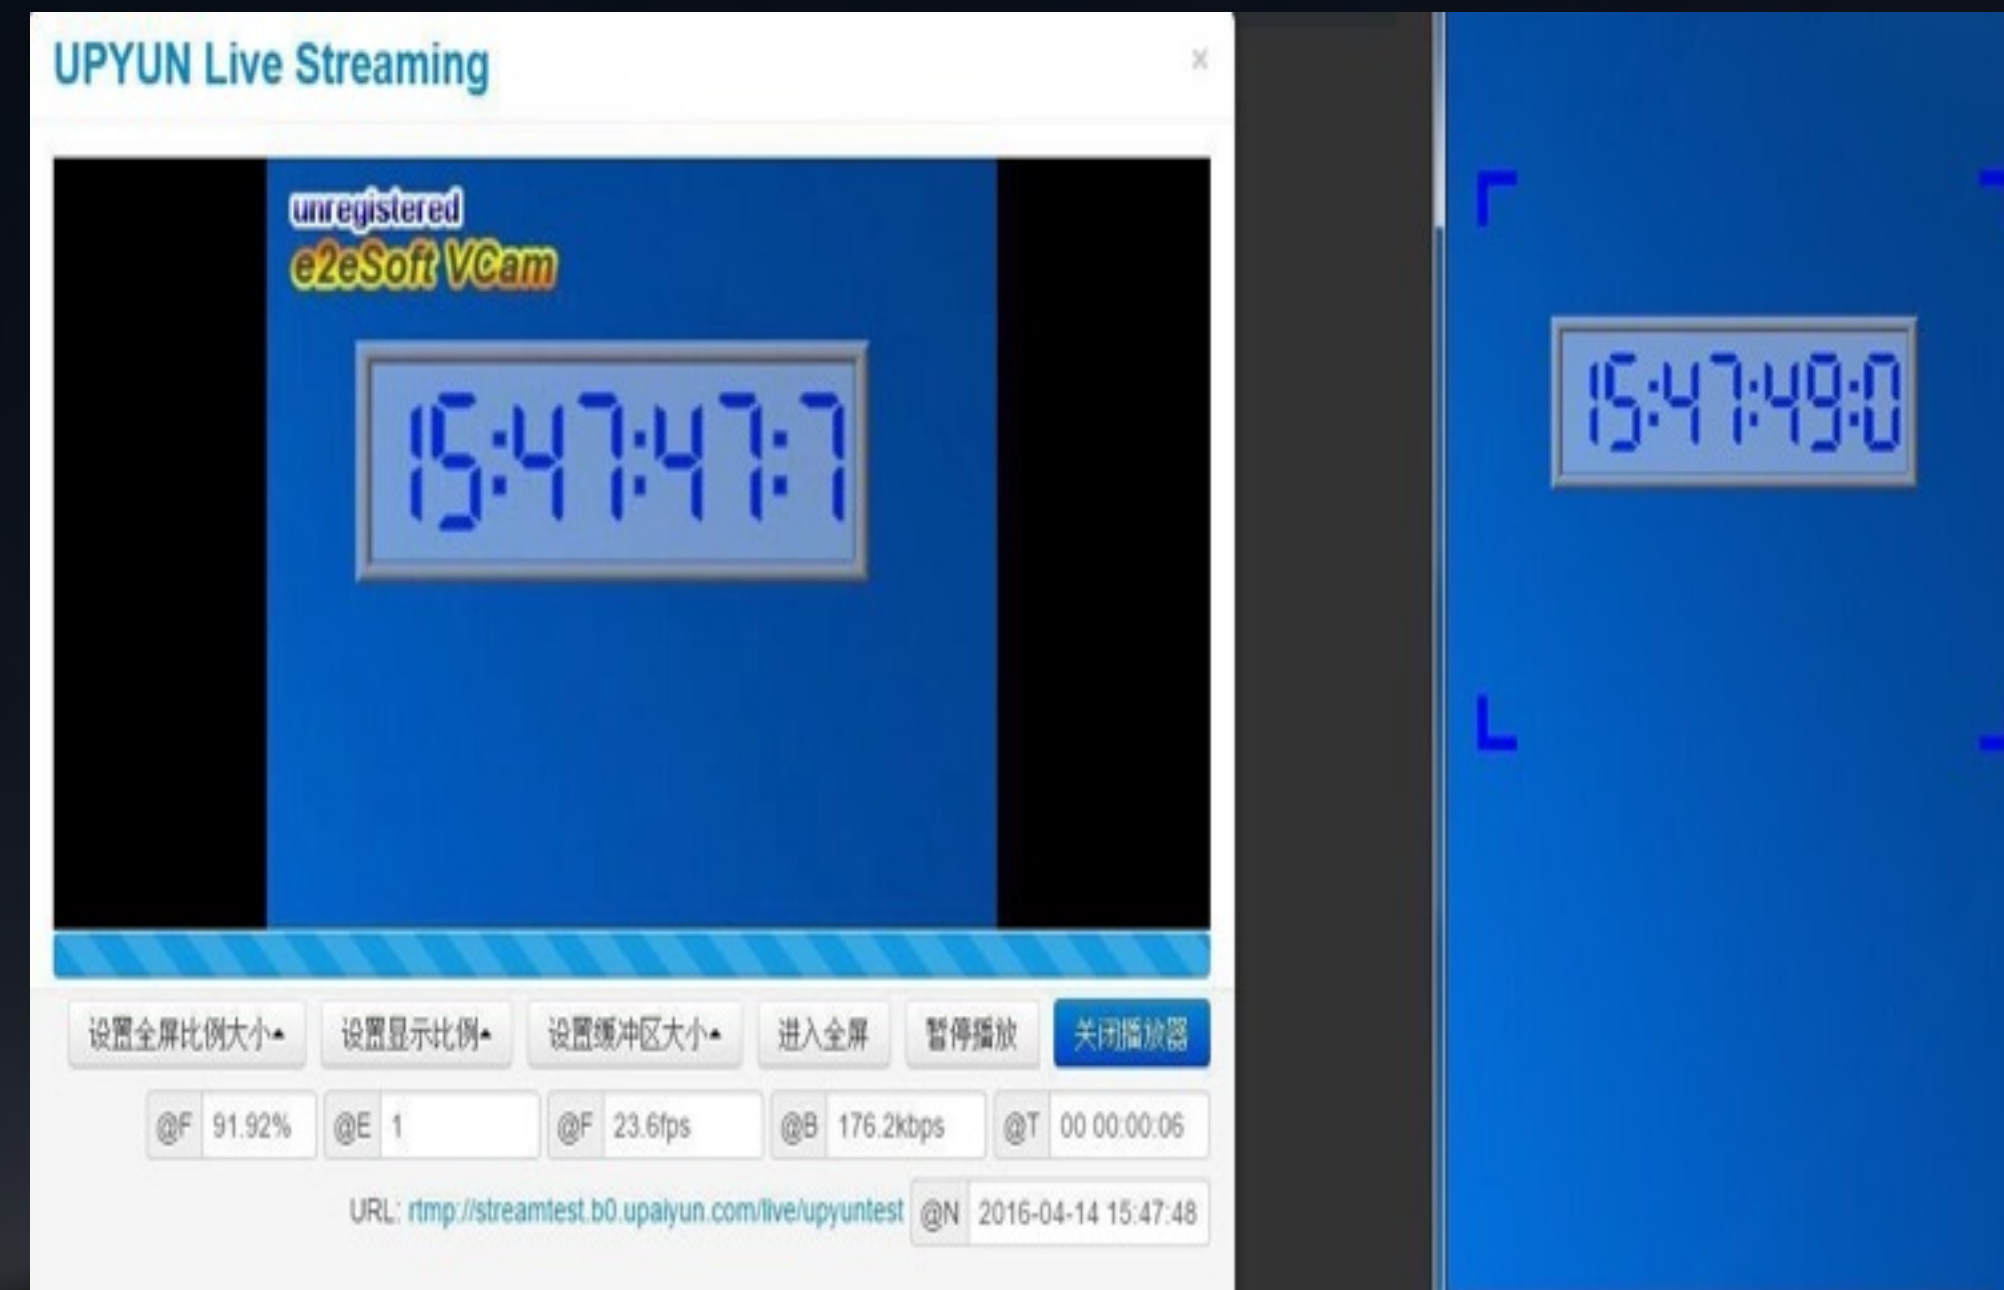 UPYUN Live Streaming
×
unregistered
e2eSoft VCam
15:47:47:7
15:47:49:0
设置全屏比例大小 设置显示比例 设置缓冲区大小 进入全屏 暂停播放 关闭播放器
@F 91.92% @E 1 @F 23.6fps @B 176.2kbps @T 00 00:00:06
URL: rtmp://streamtest.b0.upaiyun.com/live/upyuntest @N 2016-04-14 15:47:48